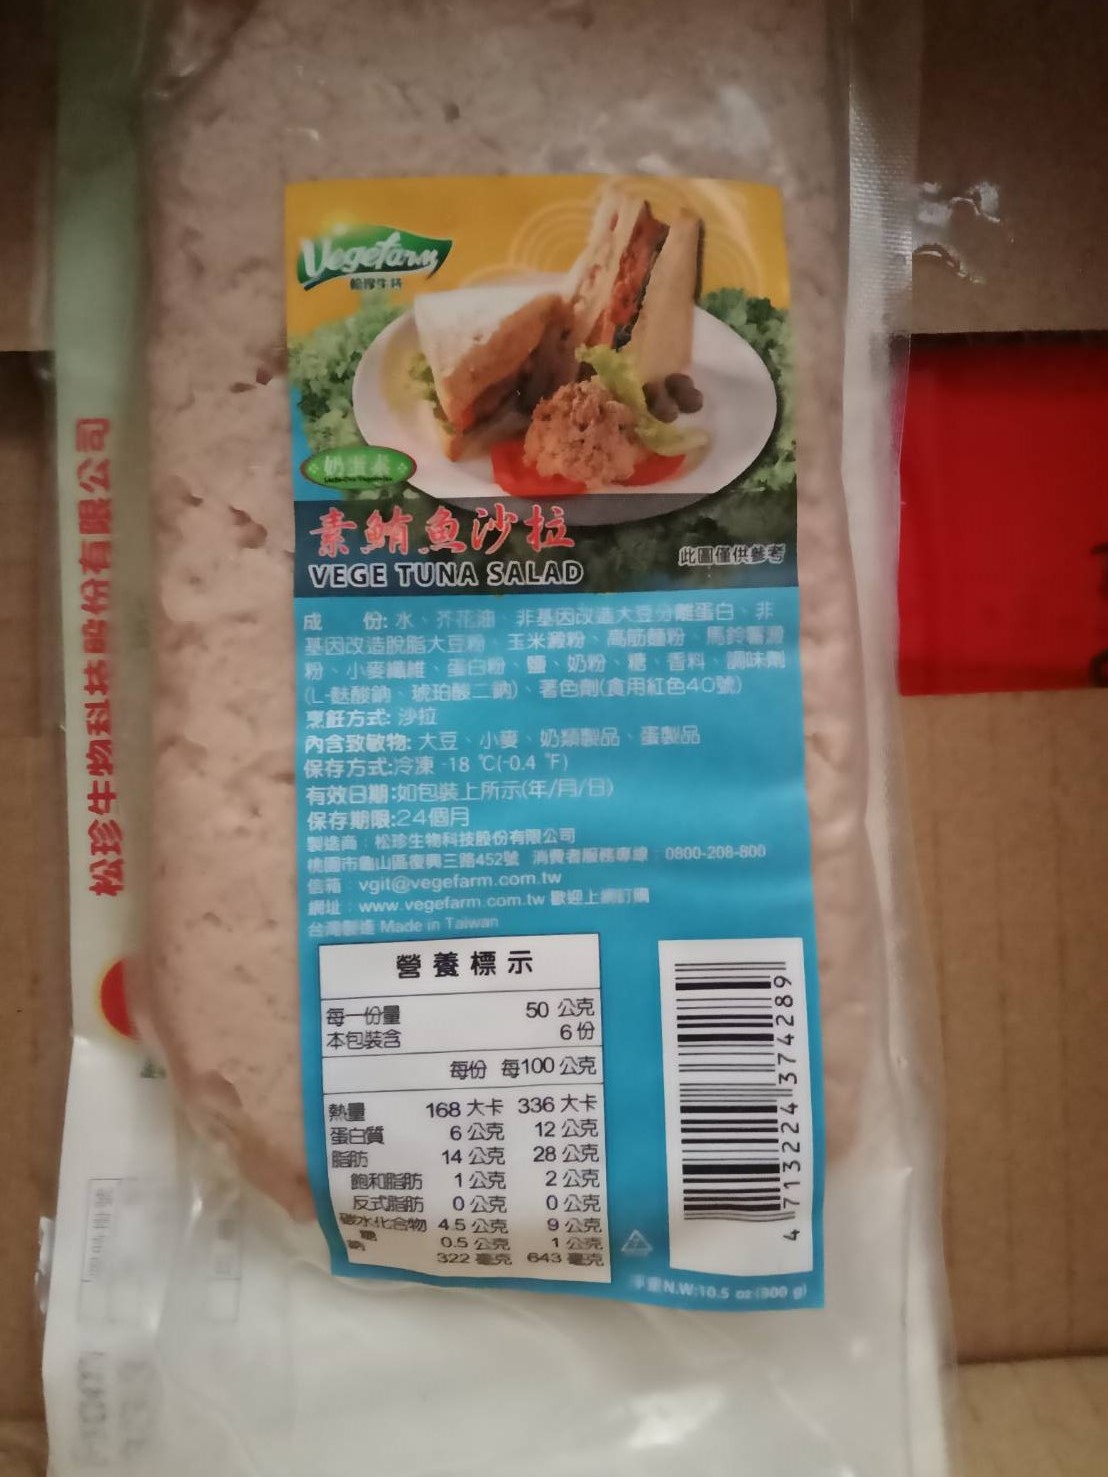 Vegefarm
松珍生技
奶蛋素
素鮪魚沙拉
VEGE TUNA SALAD
此圖僅供參考
成 份: 水、芥花油、非基因改造大豆分離蛋白、非
基因改造脫脂大豆粉、玉米澱粉、高筋麵粉、馬鈴薯澱
粉、小麥纖維、蛋白粉、鹽、奶粉、糖、香料、調味劑
(L-麩酸鈉、琥珀酸二鈉)、著色劑(食用紅色40號)
烹飪方式: 沙拉
內含致敏物: 大豆、小麥、奶類製品、蛋製品
保存方式:冷凍 -18 ℃(-0.4 ℉)
有效日期:如包裝上所示(年/月/日)
保存期限:24個月
製造商：松珍生物科技股份有限公司
桃園市龜山區復興三路452號 消費者服務專線：0800-208-800
信箱：vgit@vegefarm.com.tw
網址：www.vegefarm.com.tw 歡迎上網訂購
台灣製造 Made in Taiwan
營養標示
每一份量 50 公克
本包裝含 6 份
每份 每100 公克
熱量 168 大卡 336 大卡
蛋白質 6 公克 12 公克
脂肪 14 公克 28 公克
飽和脂肪 1 公克 2 公克
反式脂肪 0 公克 0 公克
碳水化合物 4.5 公克 9 公克
糖 0.5 公克 1 公克
鈉 322 毫克 643 毫克
4 713224 374289
淨重N.W:10.5 oz (300 g)
松珍生物科技股份有限公司